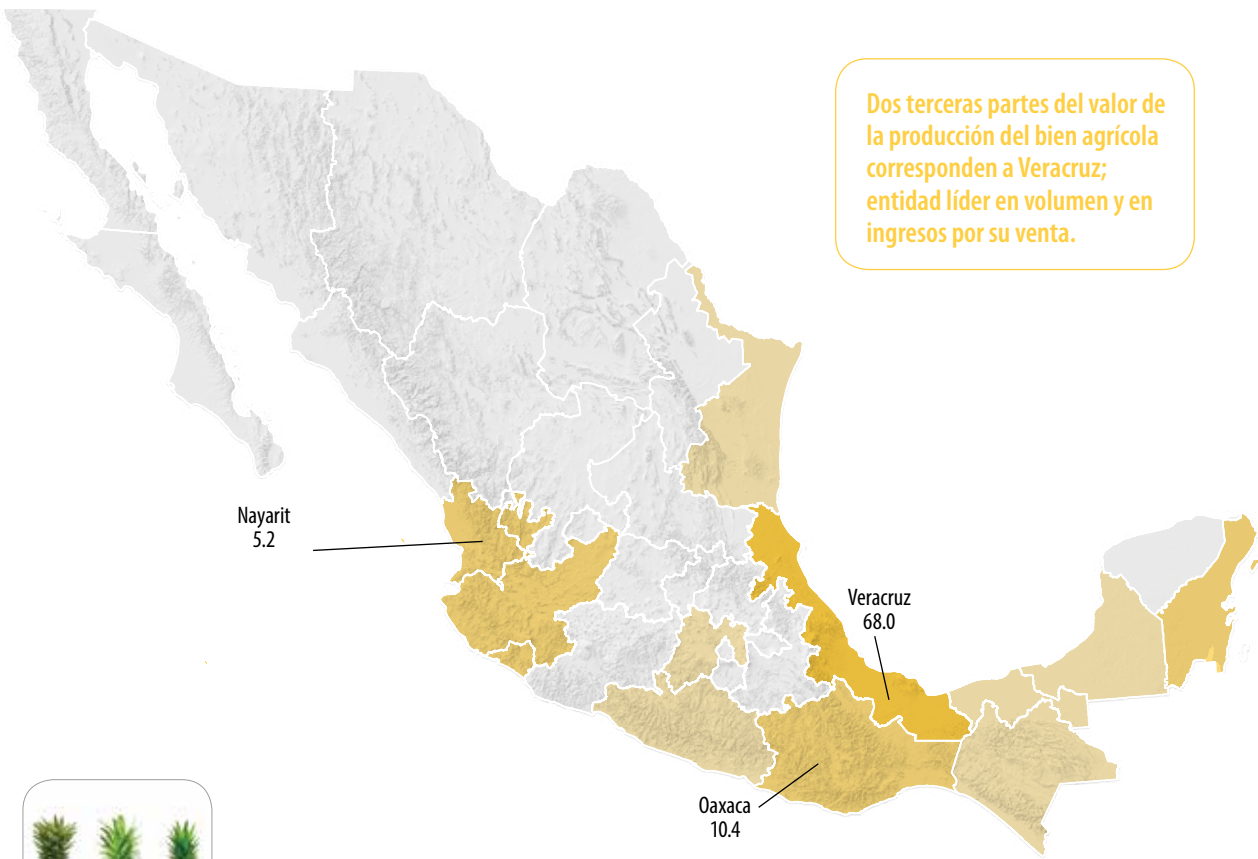 Dos terceras partes del valor de
la producción del bien agrícola
corresponden a Veracruz;
entidad líder en volumen y en
ingresos por su venta.
Nayarit
5.2
Veracruz
68.0
Oaxaca
10.4